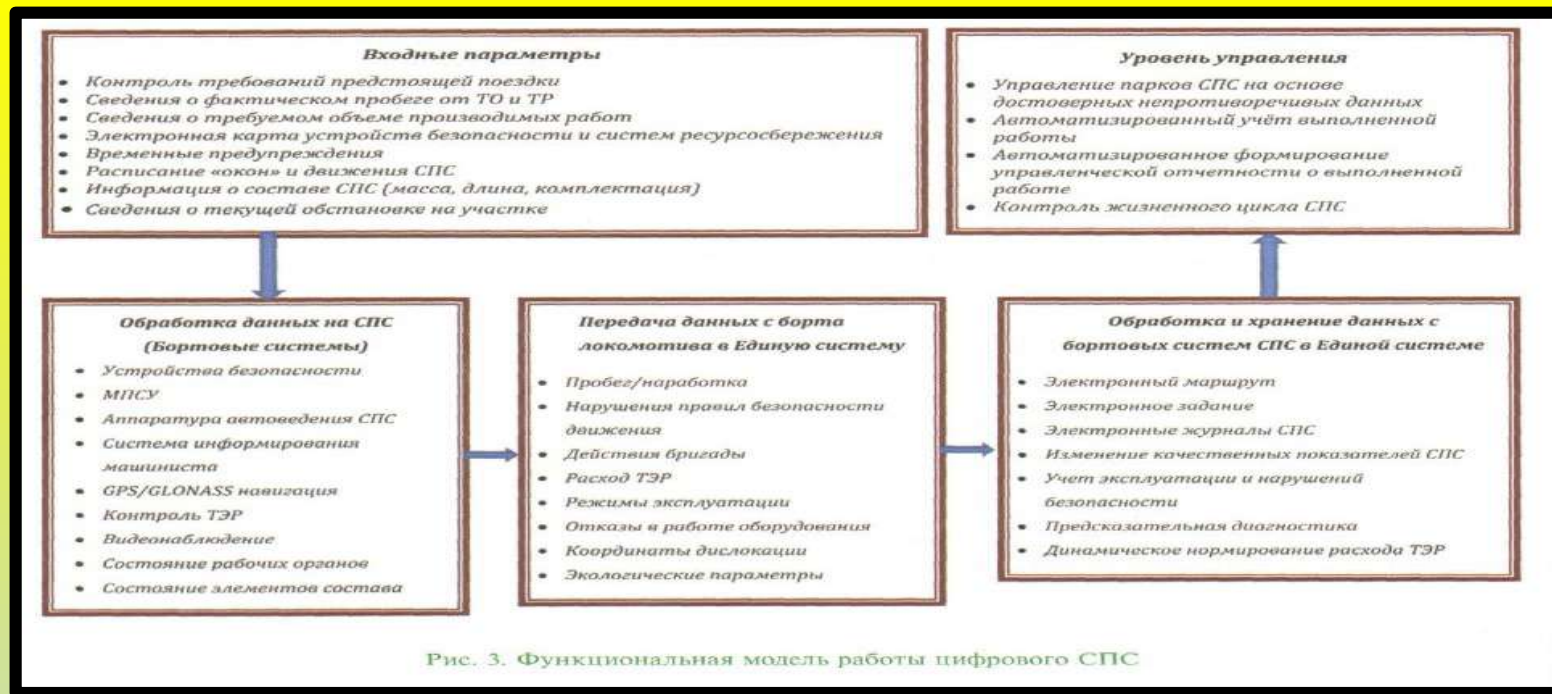 Входные параметры
• Контроль требований предстоящей поездки
• Сведения о фактическом пробеге от ТО и ТР
• Сведения о требуемом объеме производимых работ
• Электронная карта устройств безопасности и систем ресурсосбережения
• Временные предупреждения
• Расписание «окон» и движения СПС
• Информация о составе СПС (масса, длина, комплектация)
• Сведения о текущей обстановке на участке
Уровень управления
• Управление парков СПС на основе
достоверных непротиворечивых данных
• Автоматизированный учёт выполненной
работы
• Автоматизированное формирование
управленческой отчетности о выполненной
работе
• Контроль жизненного цикла СПС
Обработка данных на СПС
(Бортовые системы)
• Устройства безопасности
• МПСУ
• Аппаратура автоведения СПС
• Система информирования
машиниста
• GPS/GLONASS навигация
• Контроль ТЭР
• Видеонаблюдение
• Состояние рабочих органов
• Состояние элементов состава
Передача данных с борта
локомотива в Единую систему
• Пробег/наработка
• Нарушения правил безопасности
движения
• Действия бригады
• Расход ТЭР
• Режимы эксплуатации
• Отказы в работе оборудования
• Координаты дислокации
• Экологические параметры
Обработка и хранение данных с
бортовых систем СПС в Единой системе
• Электронный маршрут
• Электронное задание
• Электронные журналы СПС
• Изменение качественных показателей СПС
• Учет эксплуатации и нарушений
безопасности
• Предсказательная диагностика
• Динамическое нормирование расхода ТЭР
Рис. 3. Функциональная модель работы цифрового СПС